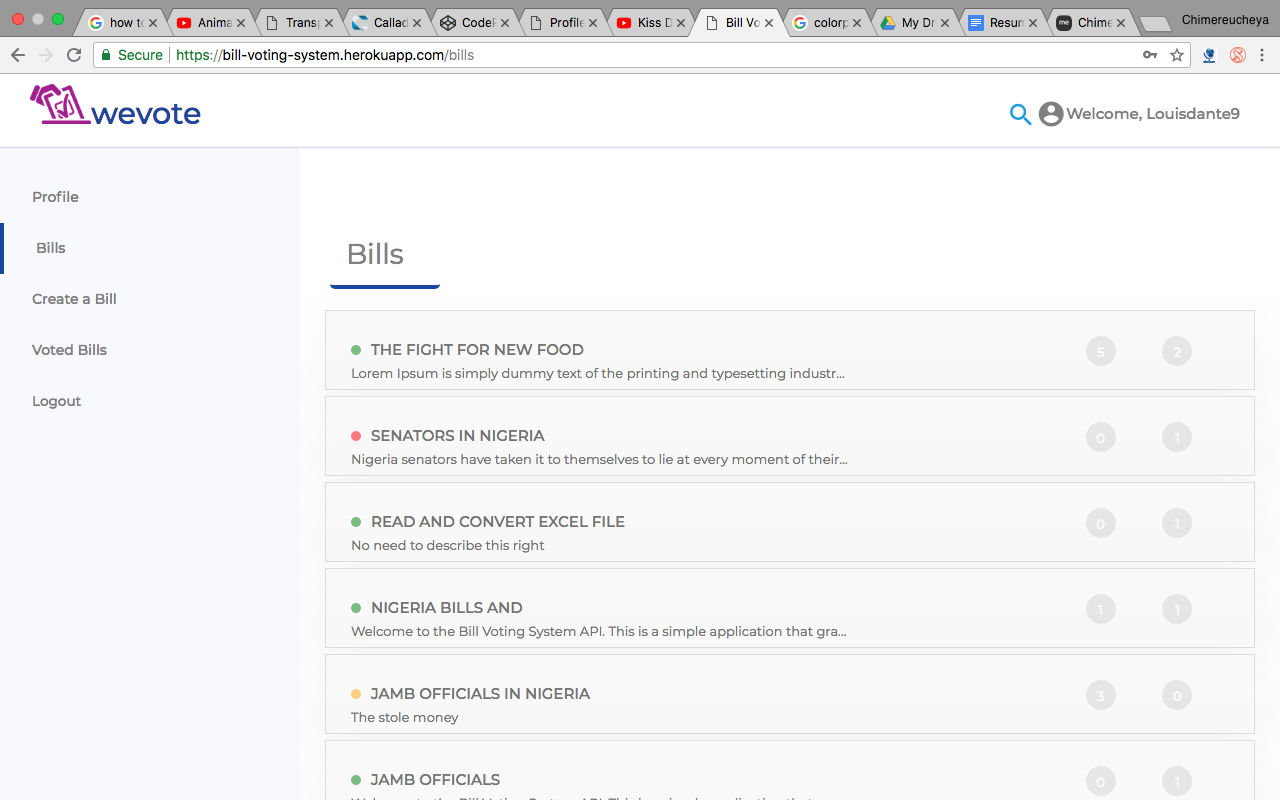 how to
Anima
Transp
Callad
CodeP
Profile
Kiss D
Bill Vo
colorp
My Dr
Resum
Chime
Chimereucheya
Secure
https://bill-voting-system.herokuapp.com/bills
wevote
Welcome, Louisdante9
Profile
Bills
Create a Bill
Voted Bills
Logout
Bills
THE FIGHT FOR NEW FOOD 5 2
Lorem Ipsum is simply dummy text of the printing and typesetting industr...
SENATORS IN NIGERIA 0 1
Nigeria senators have taken it to themselves to lie at every moment of their...
READ AND CONVERT EXCEL FILE 0 1
No need to describe this right
NIGERIA BILLS AND 1 1
Welcome to the Bill Voting System API. This is a simple application that gra...
JAMB OFFICIALS IN NIGERIA 3 0
The stole money
JAMB OFFICIALS 0 1